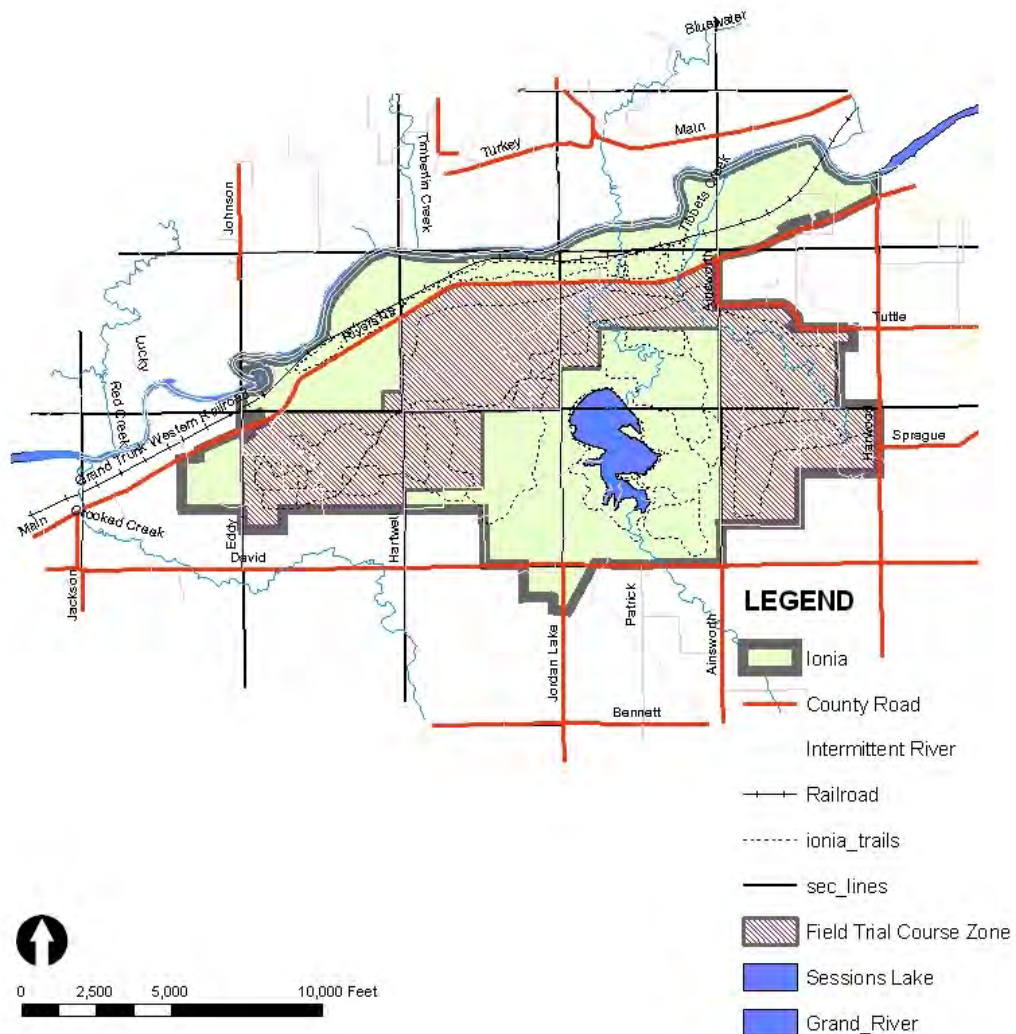 Bluewater
Main
Turkey
Timberlin Creek
Tibbets Creek
Johnson
Ainsworth
Riverside
Tuttle
Lucky
Red Creek
Grand Trunk Western Railroad
Harwood
Sprague
Main
Crooked Creek
Eddy
Hartwell
David
Jackson
Patrick
Jordan Lake
Ainsworth
Bennett
LEGEND
Ionia
County Road
Intermittent River
Railroad
ionia_trails
sec_lines
Field Trial Course Zone
Sessions Lake
Grand_River
0 2,500 5,000 10,000 Feet